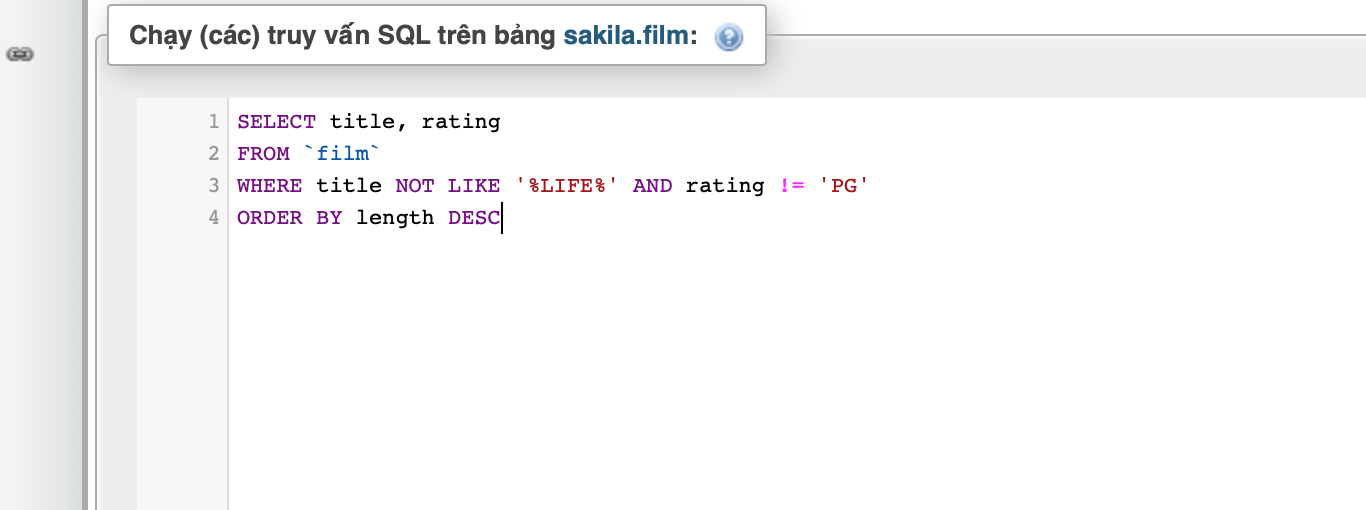 Chạy (các) truy vấn SQL trên bảng sakila.film:
1 SELECT title, rating
2 FROM `film`
3 WHERE title NOT LIKE '%LIFE%' AND rating != 'PG'
4 ORDER BY length DESC